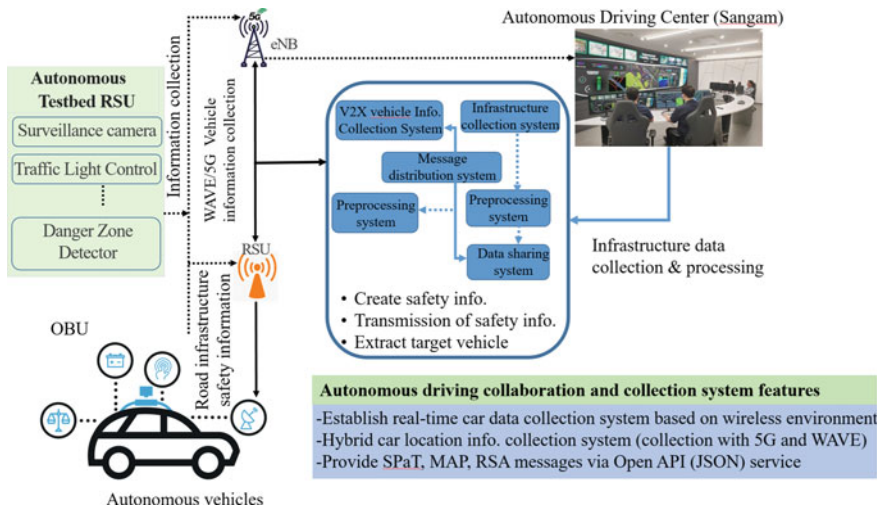 5G
eNB
Autonomous Driving Center (Sangam)
Autonomous
Testbed RSU
Surveillance camera
Traffic Light Control
Danger Zone
Detector
Information collection
WAVE/5G Vehicle
information collection
V2X vehicle Info.
Collection System
Infrastructure
collection system
Message
distribution system
Preprocessing
system
Preprocessing
system
Data sharing
system
• Create safety info.
• Transmission of safety info.
• Extract target vehicle
Infrastructure data
collection & processing
RSU
Road infrastructure
safety information
OBU
Autonomous vehicles
Autonomous driving collaboration and collection system features
-Establish real-time car data collection system based on wireless environment
-Hybrid car location info. collection system (collection with 5G and WAVE)
-Provide SPaT, MAP, RSA messages via Open API (JSON) service